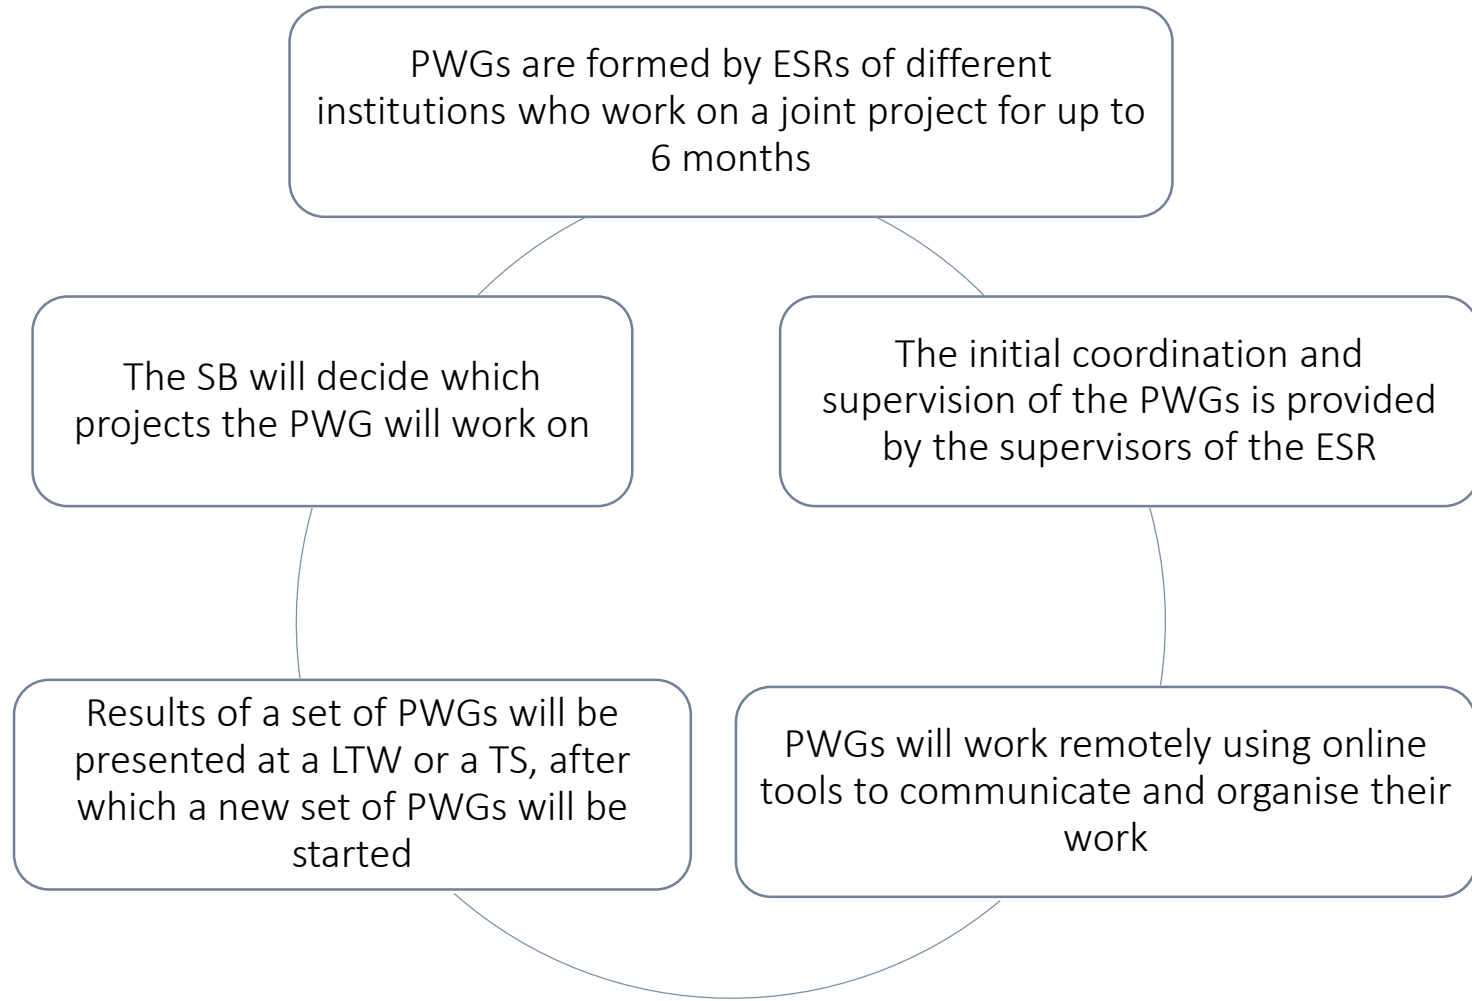 PWGs are formed by ESRs of different
institutions who work on a joint project for up to
6 months
The initial coordination and
supervision of the PWGs is provided
by the supervisors of the ESR
PWGs will work remotely using online
tools to communicate and organise their
work
Results of a set of PWGs will be
presented at a LTW or a TS, after
which a new set of PWGs will be
started
The SB will decide which
projects the PWG will work on